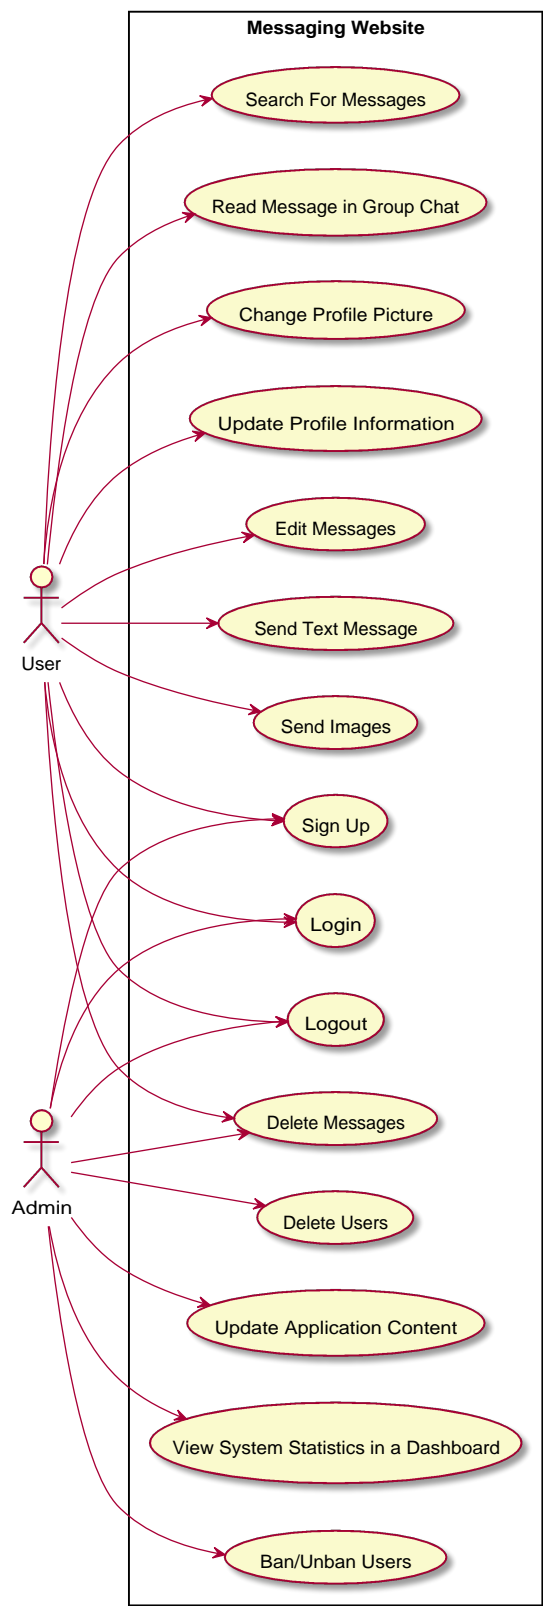 Messaging Website
Search For Messages
Read Message in Group Chat
Change Profile Picture
Update Profile Information
Edit Messages
Send Text Message
User
Send Images
Sign Up
Login
Logout
Delete Messages
Admin
Delete Users
Update Application Content
View System Statistics in a Dashboard
Ban/Unban Users